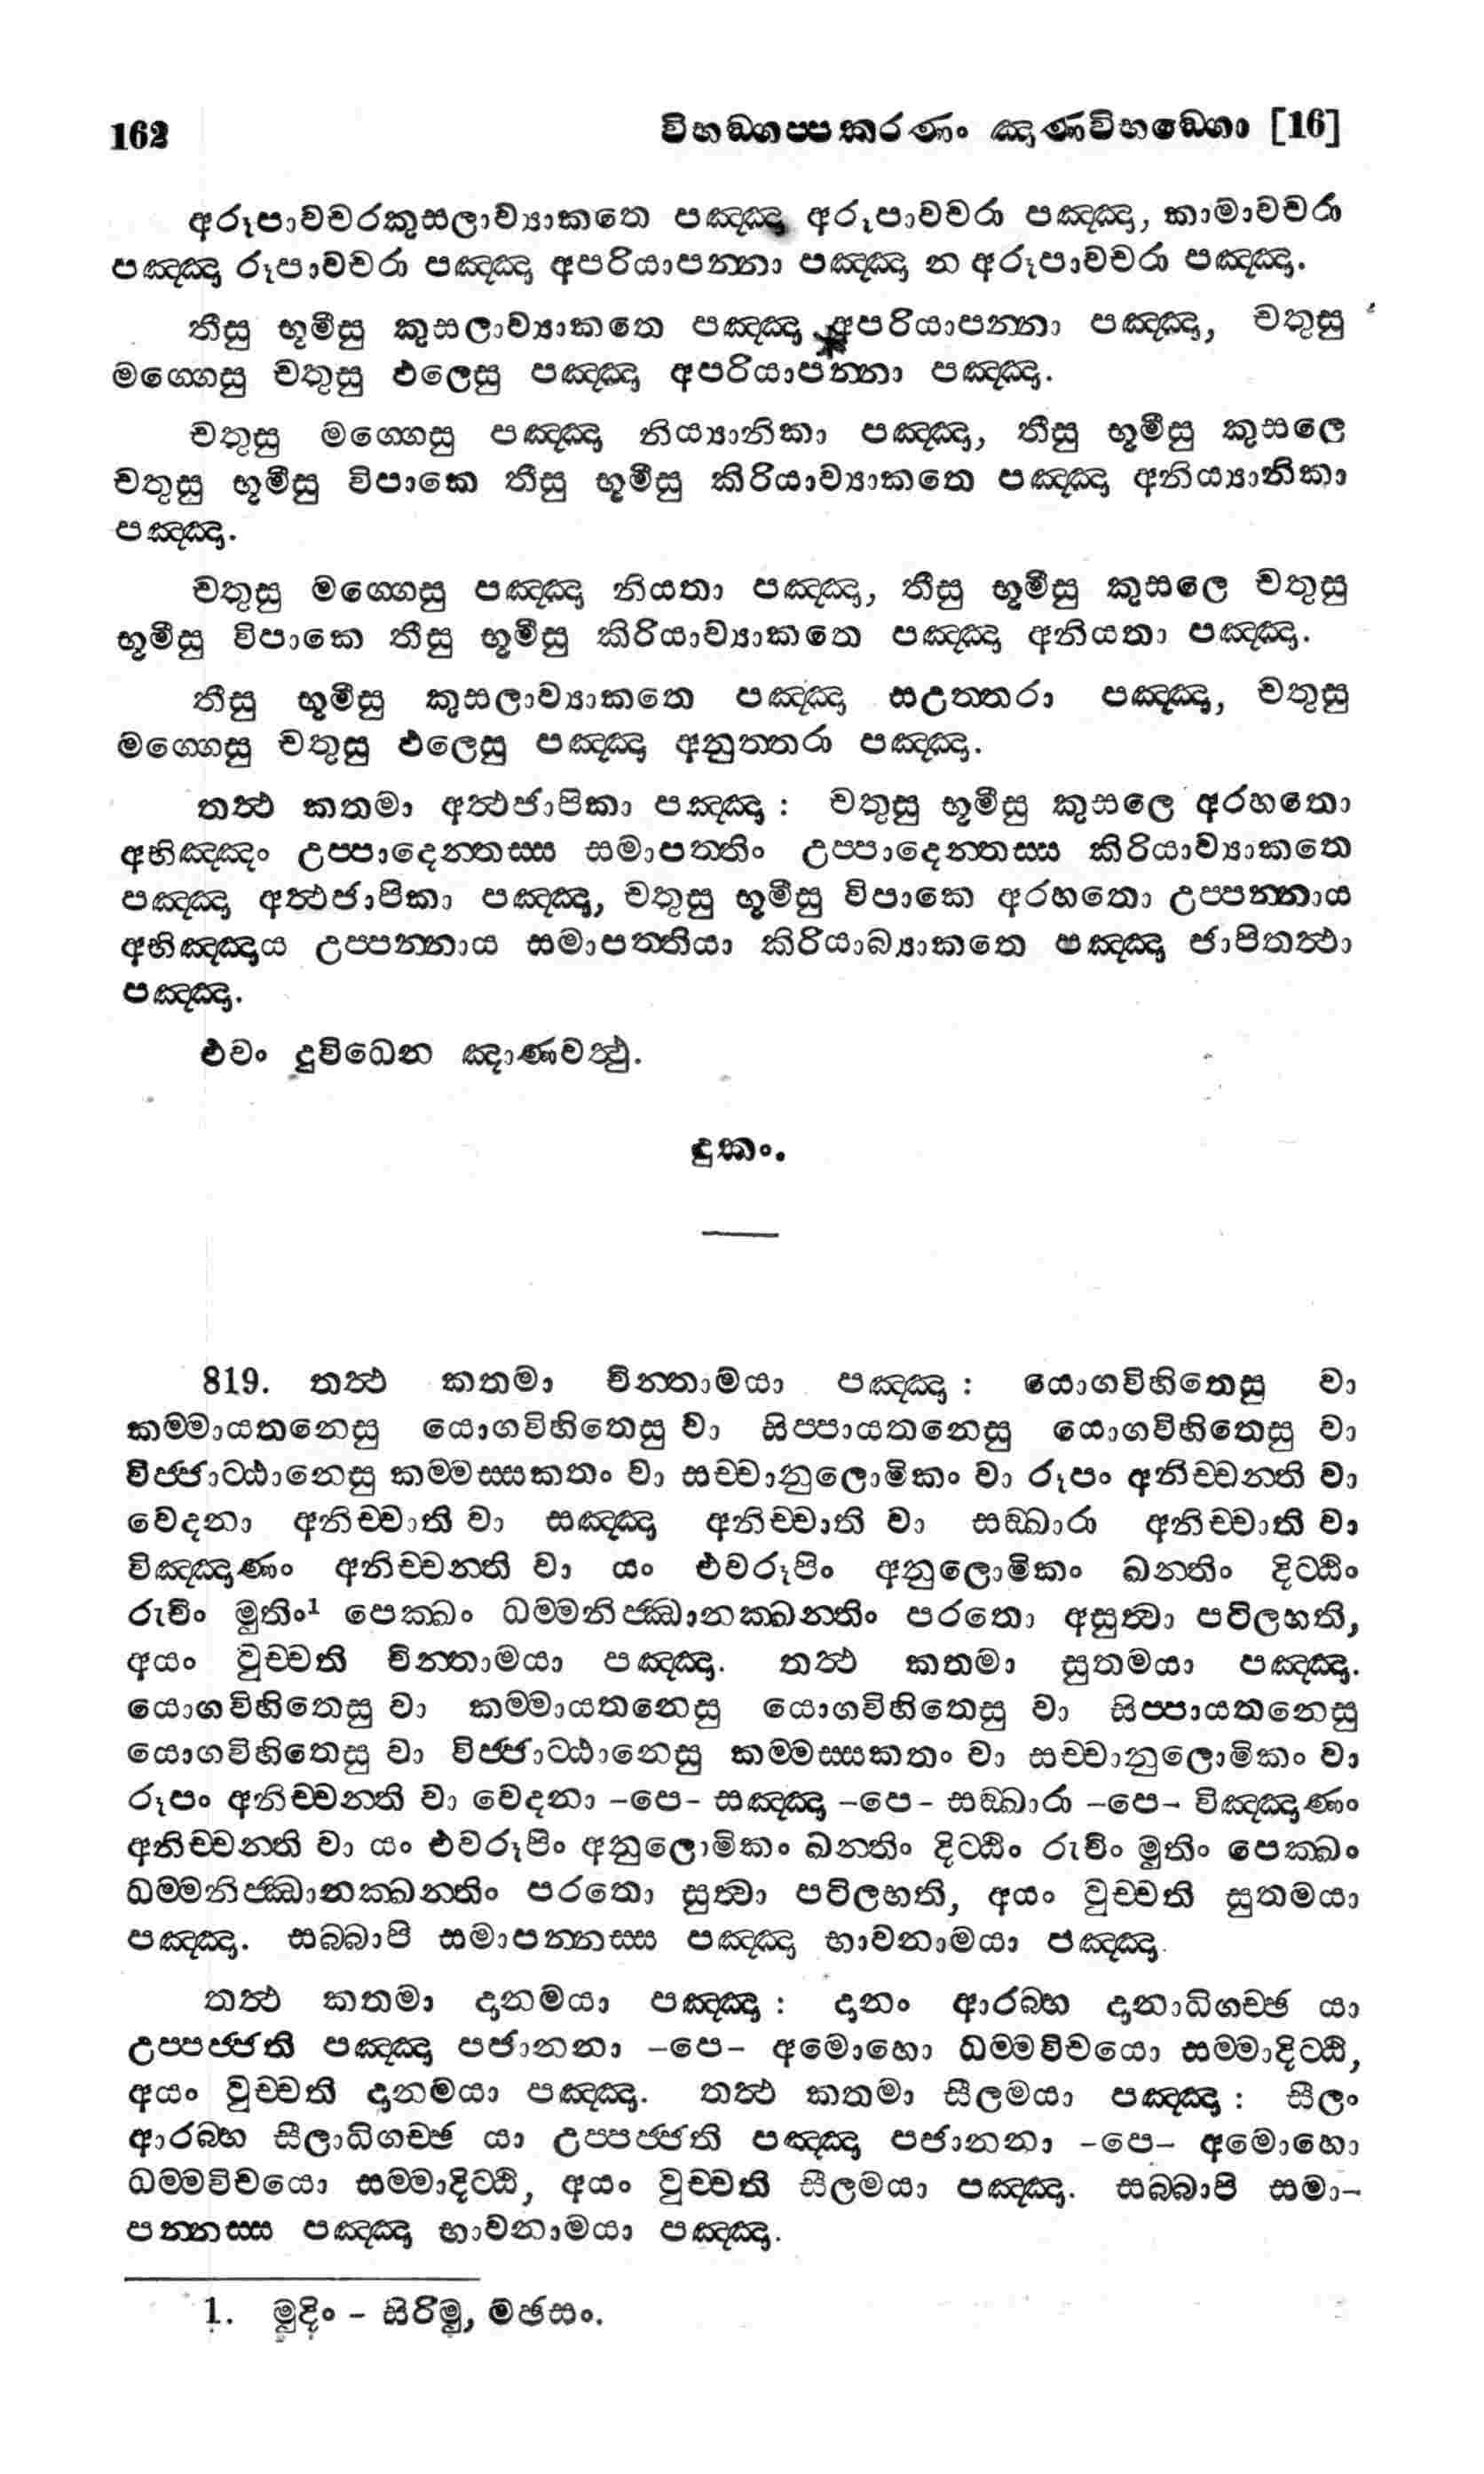 162 විභඞ්ගප්පකරණං ඤාණවිභඞ්ගො [16]
අරූපාවචරකුසලාව්‍යාකතෙ පඤ්ඤා අරූපාවචරා පඤ්ඤා, කාමාවචරා
පඤ්ඤා රූපාවචරා පඤ්ඤා අපරියාපන්නා පඤ්ඤා න අරූපාවචරා පඤ්ඤා.
තීසු භූමීසු කුසලාව්‍යාකතෙ පඤ්ඤා අපරියාපන්නා පඤ්ඤා, චතුසු
මග්ගෙසු චතුසු ඵලෙසු පඤ්ඤා අපරියාපන්නා පඤ්ඤා.
චතුසු මග්ගෙසු පඤ්ඤා නිය්‍යානිකා පඤ්ඤා, තීසු භූමීසු කුසලෙ
චතුසු භූමීසු විපාකෙ තීසු භූමීසු කිරියාව්‍යාකතෙ පඤ්ඤා අනිය්‍යානිකා
පඤ්ඤා.
චතුසු මග්ගෙසු පඤ්ඤා නියතා පඤ්ඤා, තීසු භූමීසු කුසලෙ චතුසු
භූමීසු විපාකෙ තීසු භූමීසු කිරියාව්‍යාකතෙ පඤ්ඤා අනියතා පඤ්ඤා.
තීසු භූමීසු කුසලාව්‍යාකතෙ පඤ්ඤා සඋත්තරා පඤ්ඤා, චතුසු
මග්ගෙසු චතුසු ඵලෙසු පඤ්ඤා අනුත්තරා පඤ්ඤා.
තත්ථ කතමා අත්ථජාපිකා පඤ්ඤා : චතුසු භූමීසු කුසලෙ අරහතො
අභිඤ්ඤං උප්පාදෙන්තස්ස සමාපත්තිං උප්පාදෙන්තස්ස කිරියාව්‍යාකතෙ
පඤ්ඤා අත්ථජාපිකා පඤ්ඤා, චතුසු භූමීසු විපාකෙ අරහතො උප්පන්නාය
අභිඤ්ඤාය උප්පන්නාය සමාපත්තියා කිරියාබ්‍යාකතෙ පඤ්ඤා ජාපිතත්ථා
පඤ්ඤා.
එවං දුවිධෙන ඤාණවත්ථු.
දුකං.
819. තත්ථ කතමා චින්තාමයා පඤ්ඤා : යොගවිහිතෙසු වා
කම්මායතනෙසු යොගවිහිතෙසු වා සිප්පායතනෙසු යොගවිහිතෙසු වා
විජ්ජාට්ඨානෙසු කම්මස්සකතං වා සච්චානුලොමිකං වා රූපං අනිච්චන්ති වා
වෙදනා අනිච්චාති වා සඤ්ඤා අනිච්චාති වා සඞ්ඛාරා අනිච්චාති වා
විඤ්ඤාණං අනිච්චන්ති වා යං එවරූපිං අනුලොමිකං ඛන්තිං දිට්ඨිං
රුචිං මුතිං¹ පෙක්ඛං ධම්මනිජ්ඣානක්ඛන්තිං පරතො අසුත්වා පටිලභති,
අයං වුච්චති චින්තාමයා පඤ්ඤා. තත්ථ කතමා සුතමයා පඤ්ඤා.
යොගවිහිතෙසු වා කම්මායතනෙසු යොගවිහිතෙසු වා සිප්පායතනෙසු
යොගවිහිතෙසු වා විජ්ජාට්ඨානෙසු කම්මස්සකතං වා සච්චානුලොමිකං වා
රූපං අනිච්චන්ති වා වෙදනා -පෙ- සඤ්ඤා -පෙ- සඞ්ඛාරා -පෙ- විඤ්ඤාණං
අනිච්චන්ති වා යං එවරූපිං අනුලොමිකං ඛන්තිං දිට්ඨිං රුචිං මුතිං පෙක්ඛං
ධම්මනිජ්ඣානක්ඛන්තිං පරතො සුත්වා පටිලභති, අයං වුච්චති සුතමයා
පඤ්ඤා. සබ්බාපි සමාපන්නස්ස පඤ්ඤා භාවනාමයා පඤ්ඤා.
තත්ථ කතමා දානමයා පඤ්ඤා : දානං ආරබ්භ දානාධිගච්ඡ යා
උප්පජ්ජති පඤ්ඤා පජානනා -පෙ- අමොහො ධම්මවිචයො සම්මාදිට්ඨි,
අයං වුච්චති දානමයා පඤ්ඤා. තත්ථ කතමා සීලමයා පඤ්ඤා : සීලං
ආරබ්භ සීලාධිගච්ඡ යා උප්පජ්ජති පඤ්ඤා පජානනා -පෙ- අමොහො
ධම්මවිචයො සම්මාදිට්ඨි, අයං වුච්චති සීලමයා පඤ්ඤා. සබ්බාපි සමා-
පන්නස්ස පඤ්ඤා භාවනාමයා පඤ්ඤා.
1. මුදිං - සිරිමු, මඡසං.